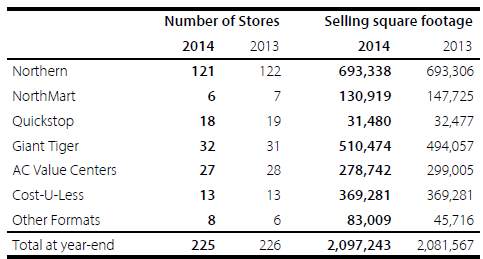 Number of Stores Selling square footage
2014 2013 2014 2013
Northern 121 122 693,338 693,306
NorthMart 6 7 130,919 147,725
Quickstop 18 19 31,480 32,477
Giant Tiger 32 31 510,474 494,057
AC Value Centers 27 28 278,742 299,005
Cost-U-Less 13 13 369,281 369,281
Other Formats 8 6 83,009 45,716
Total at year-end 225 226 2,097,243 2,081,567